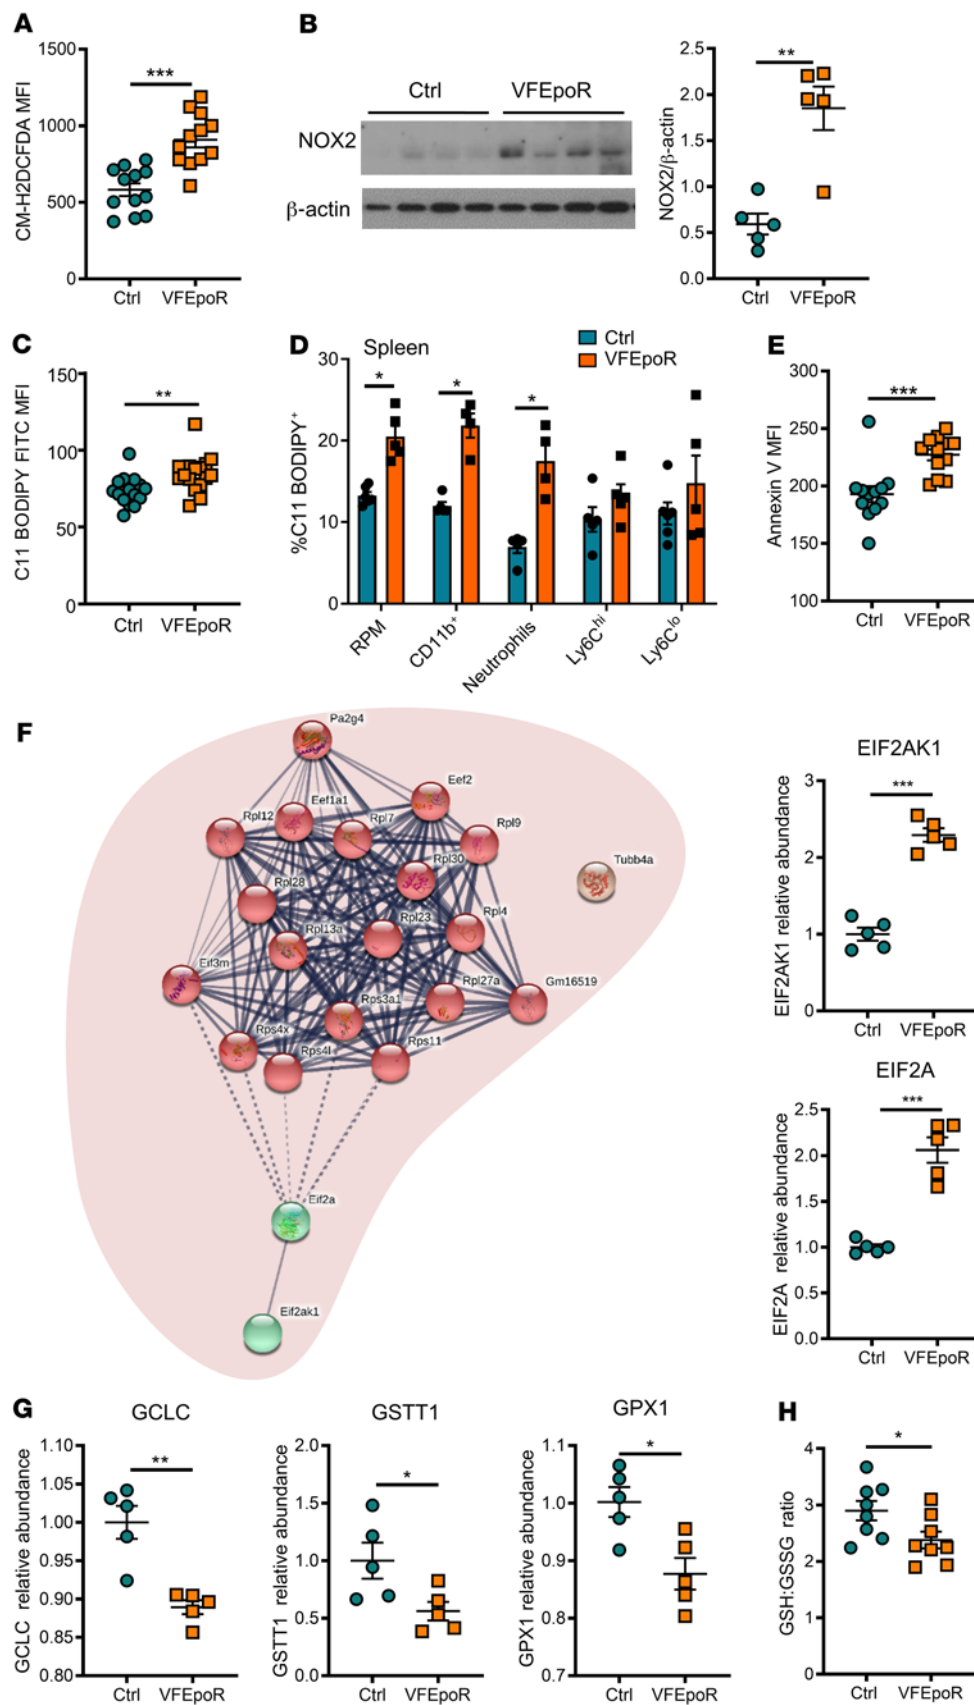 A
1500
1000
500
0
CM-H2DCFDA MFI
***
Ctrl
VFEpoR
B
Ctrl
VFEpoR
NOX2
β-actin
2.5
2.0
1.5
1.0
0.5
0.0
NOX2/β-actin
**
Ctrl
VFEpoR
C
150
100
50
0
C11 BODIPY FITC MFI
**
Ctrl
VFEpoR
D
Spleen
Ctrl
VFEpoR
30
20
10
0
%C11 BODIPY⁺
*
*
*
RPM
CD11b⁺
Neutrophils
Ly6Cʰⁱ
Ly6Cˡᵒ
E
300
250
200
150
100
Annexin V MFI
***
Ctrl
VFEpoR
F
Pa2g4
Eef2
Eef1a1
Rpl12
Rpl7
Rpl9
Rpl30
Tubb4a
Rpl28
Rpl13a
Rpl23
Rpl4
Eif3m
Rpl27a
Gm16519
Rps3a1
Rps4x
Rps4l
Rps11
Eif2a
Eif2ak1
EIF2AK1
3
2
1
0
EIF2AK1 relative abundance
***
Ctrl
VFEpoR
EIF2A
2.5
2.0
1.5
1.0
0.5
0.0
EIF2A relative abundance
***
Ctrl
VFEpoR
G
GCLC
1.10
1.05
1.00
0.95
0.90
0.85
0.80
GCLC relative abundance
**
Ctrl
VFEpoR
GSTT1
2.0
1.5
1.0
0.5
0.0
GSTT1 relative abundance
*
Ctrl
VFEpoR
GPX1
1.1
1.0
0.9
0.8
0.7
GPX1 relative abundance
*
Ctrl
VFEpoR
H
4
3
2
1
0
GSH:GSSG ratio
*
Ctrl
VFEpoR